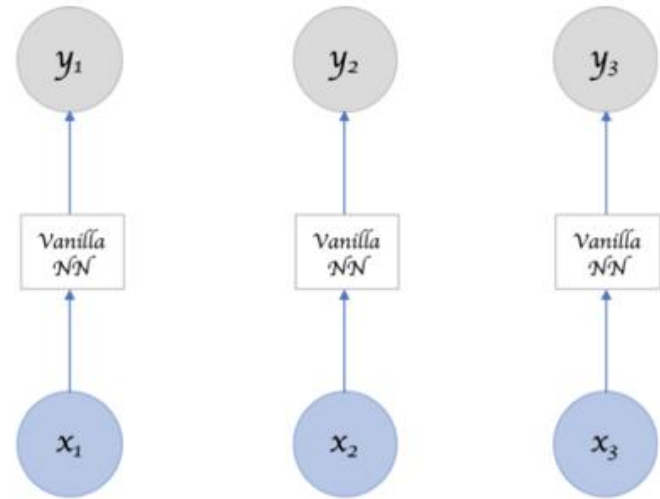 y₁ y₂ y₃
Vanilla Vanilla Vanilla
NN NN NN
x₁ x₂ x₃